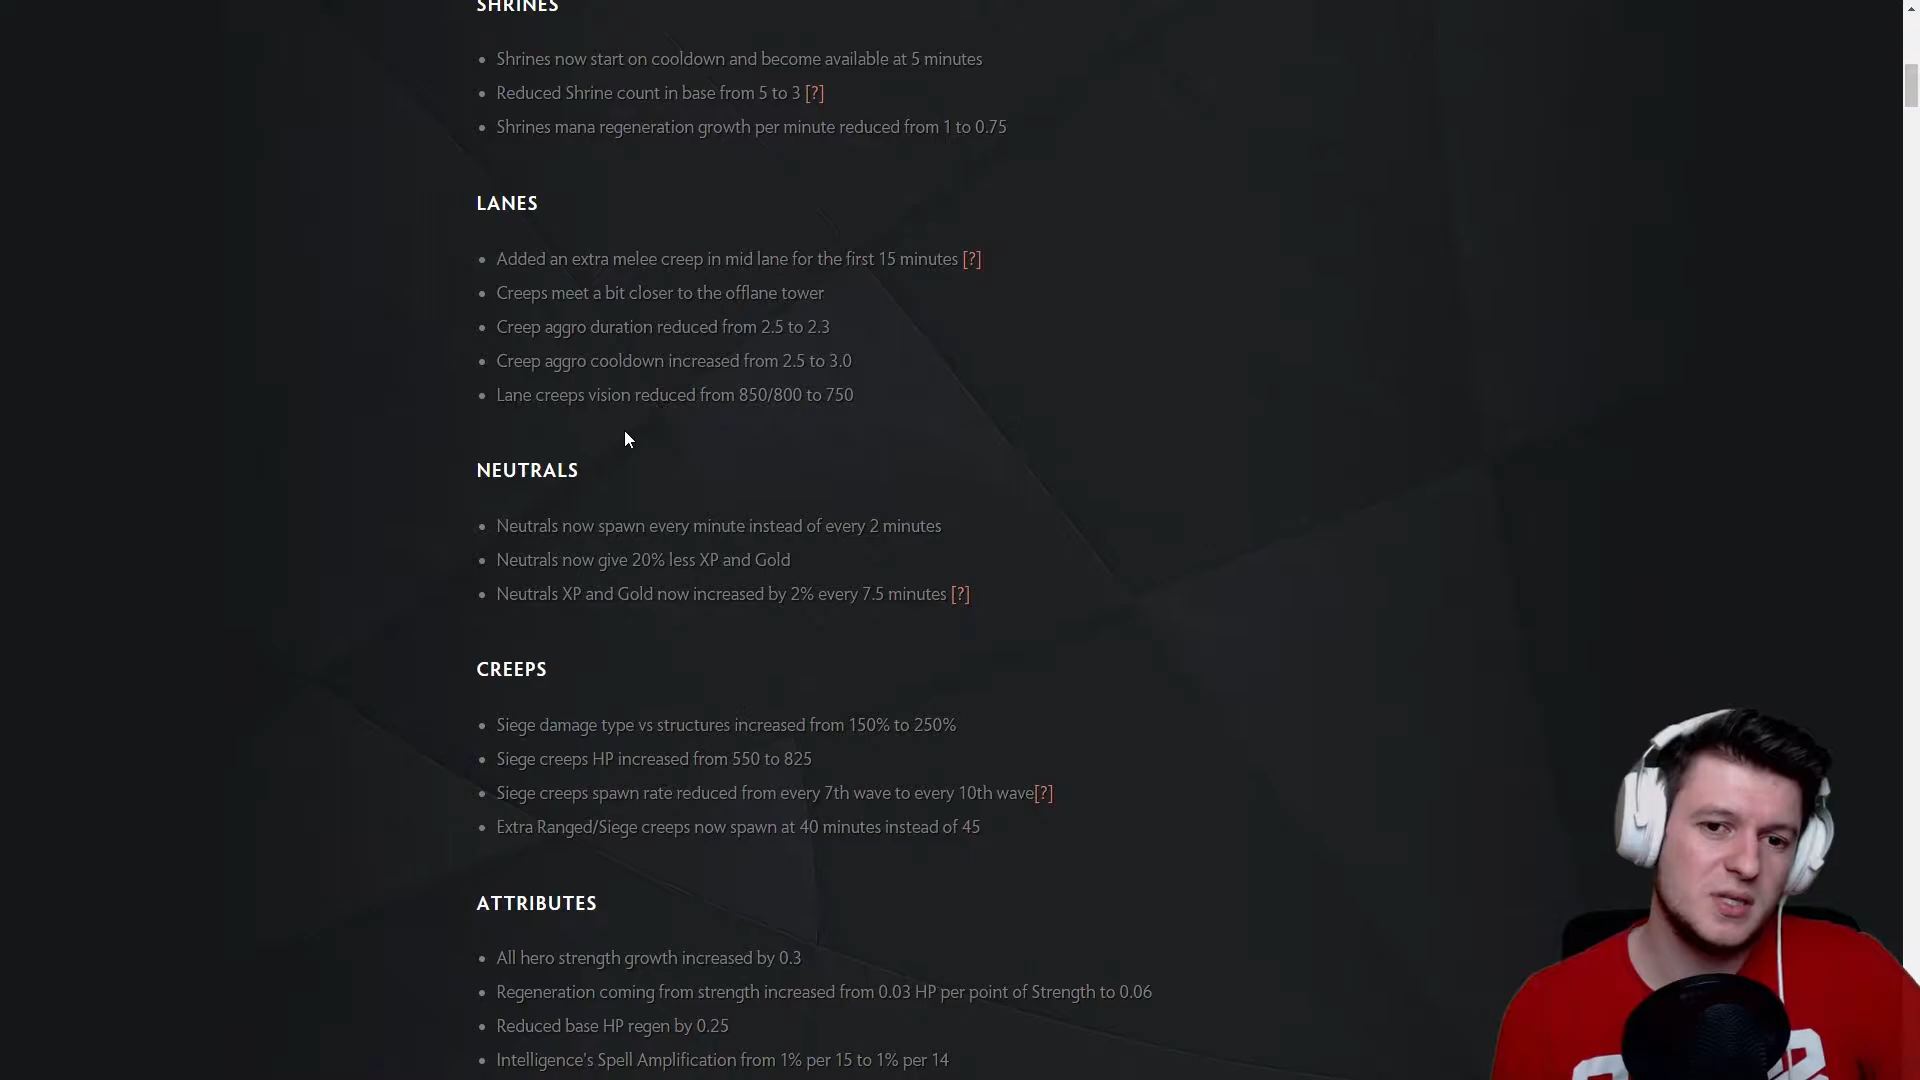 SHRINES
Shrines now start on cooldown and become available at 5 minutes
Reduced Shrine count in base from 5 to 3 [?]
Shrines mana regeneration growth per minute reduced from 1 to 0.75
LANES
Added an extra melee creep in mid lane for the first 15 minutes [?]
Creeps meet a bit closer to the offlane tower
Creep aggro duration reduced from 2.5 to 2.3
Creep aggro cooldown increased from 2.5 to 3.0
Lane creeps vision reduced from 850/800 to 750
NEUTRALS
Neutrals now spawn every minute instead of every 2 minutes
Neutrals now give 20% less XP and Gold
Neutrals XP and Gold now increased by 2% every 7.5 minutes [?]
CREEPS
Siege damage type vs structures increased from 150% to 250%
Siege creeps HP increased from 550 to 825
Siege creeps spawn rate reduced from every 7th wave to every 10th wave[?]
Extra Ranged/Siege creeps now spawn at 40 minutes instead of 45
ATTRIBUTES
All hero strength growth increased by 0.3
Regeneration coming from strength increased from 0.03 HP per point of Strength to 0.06
Reduced base HP regen by 0.25
Intelligence's Spell Amplification from 1% per 15 to 1% per 14